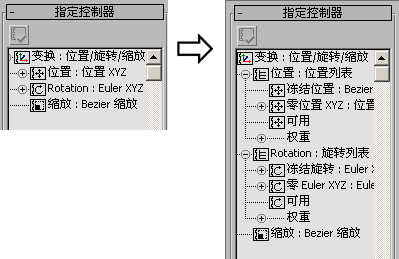 指定控制器
变换 : 位置/旋转/缩放
位置 : 位置 XYZ
Rotation : Euler XYZ
缩放 : Bezier 缩放
指定控制器
变换 : 位置/旋转/缩放
位置 : 位置列表
冻结位置 : Bezier
零位置 XYZ : 位置
可用
权重
Rotation : 旋转列表
冻结旋转 : Euler
零 Euler XYZ : Eule
可用
权重
缩放 : Bezier 缩放